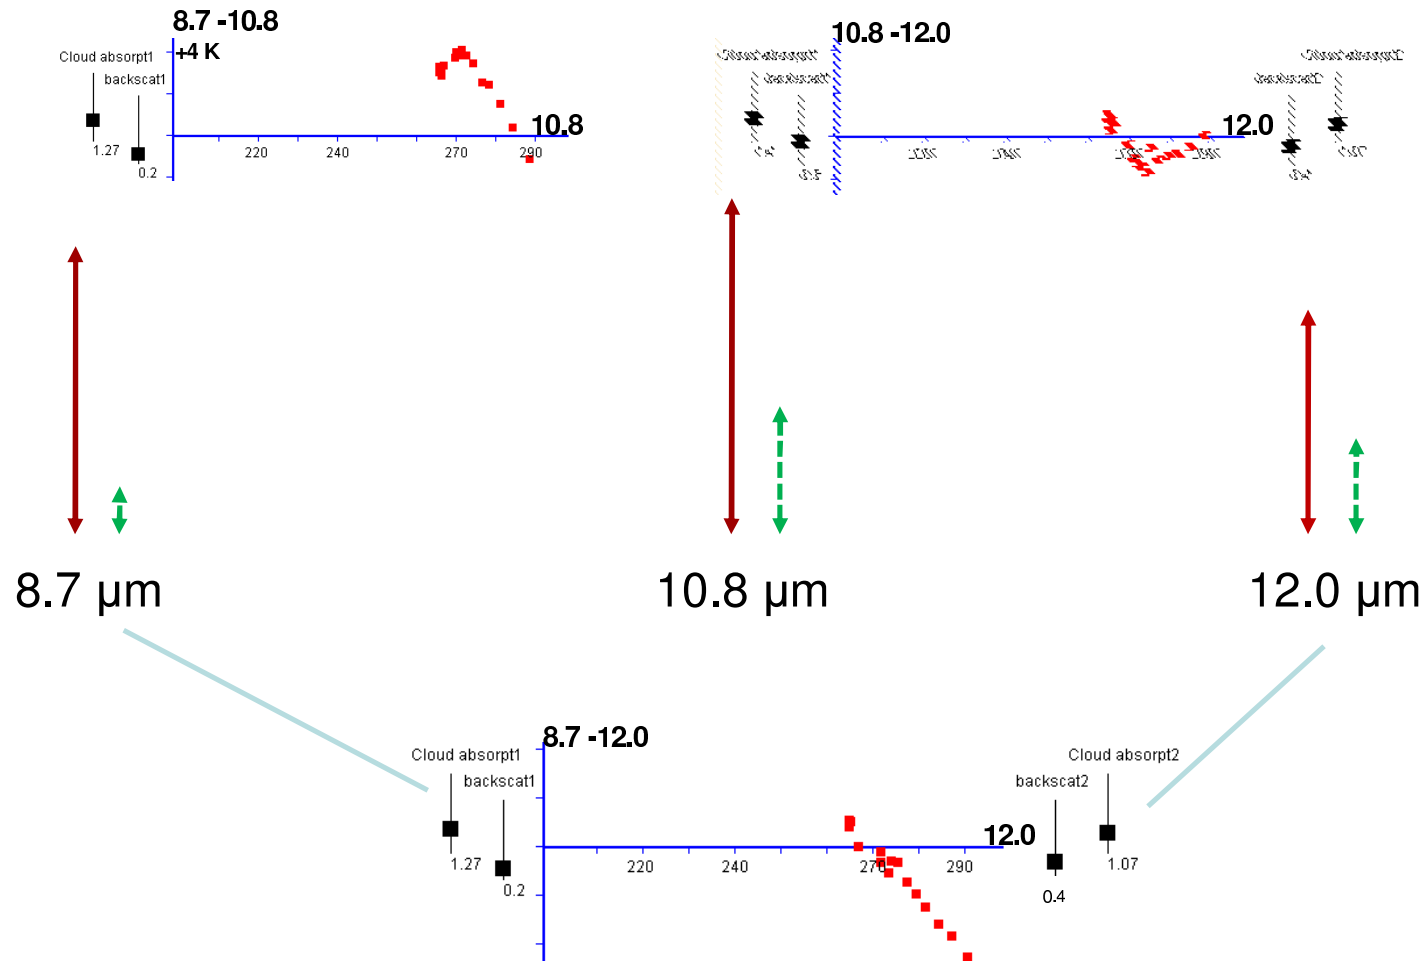 8.7 -10.8
+4 K
Cloud absorpt1
backscat1
1.27
0.2
220
240
270
290
10.8
10.8 -12.0
12.0
8.7 µm
10.8 µm
12.0 µm
8.7 -12.0
Cloud absorpt1
backscat1
1.27
0.2
220
240
270
290
12.0
Cloud absorpt2
backscat2
0.4
1.07